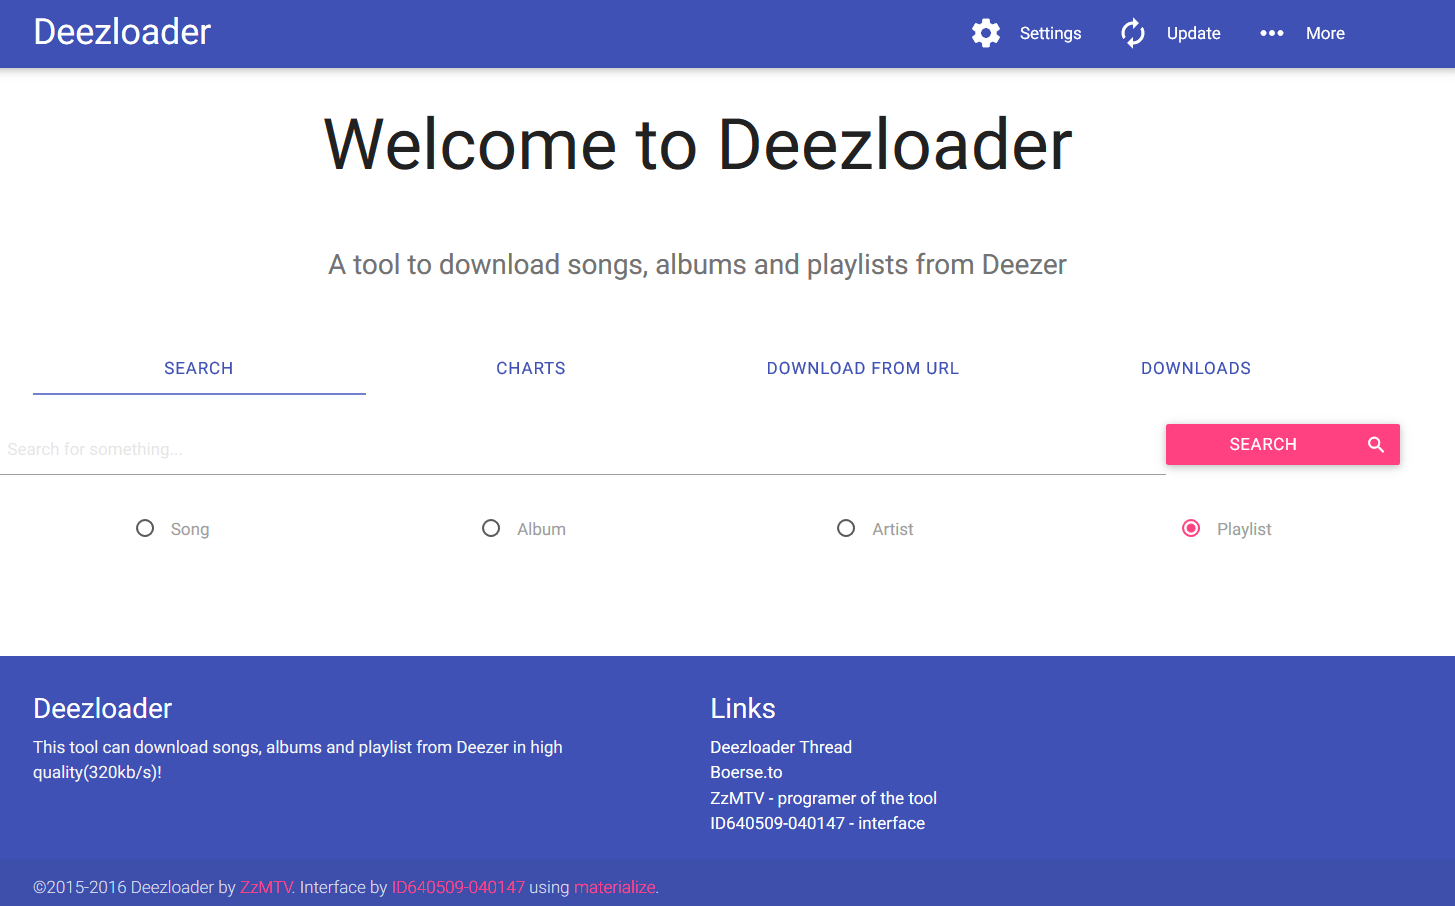 Deezloader
Settings
Update
More
Welcome to Deezloader
A tool to download songs, albums and playlists from Deezer
SEARCH
CHARTS
DOWNLOAD FROM URL
DOWNLOADS
Search for something...
SEARCH
Song
Album
Artist
Playlist
Deezloader
This tool can download songs, albums and playlist from Deezer in high
quality(320kb/s)!
Links
Deezloader Thread
Boerse.to
ZzMTV - programer of the tool
ID640509-040147 - interface
©2015-2016 Deezloader by ZzMTV. Interface by ID640509-040147 using materialize.